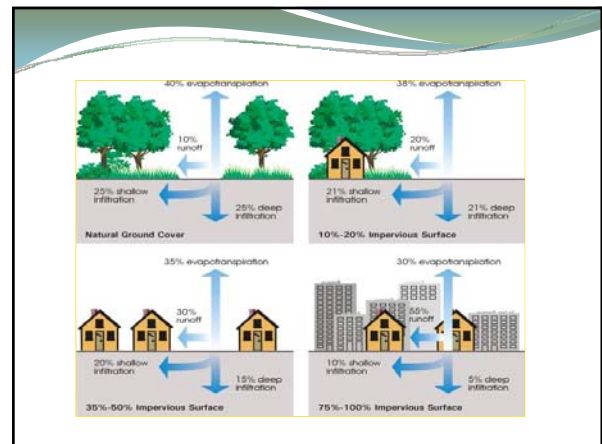 40% evapotranspiration
10%
runoff
25% shallow
infiltration
25% deep
infiltration
Natural Ground Cover
38% evapotranspiration
20%
runoff
21% shallow
infiltration
21% deep
infiltration
10%-20% Impervious Surface
35% evapotranspiration
30%
runoff
20% shallow
infiltration
15% deep
infiltration
35%-50% Impervious Surface
30% evapotranspiration
55%
runoff
10% shallow
infiltration
5% deep
infiltration
75%-100% Impervious Surface